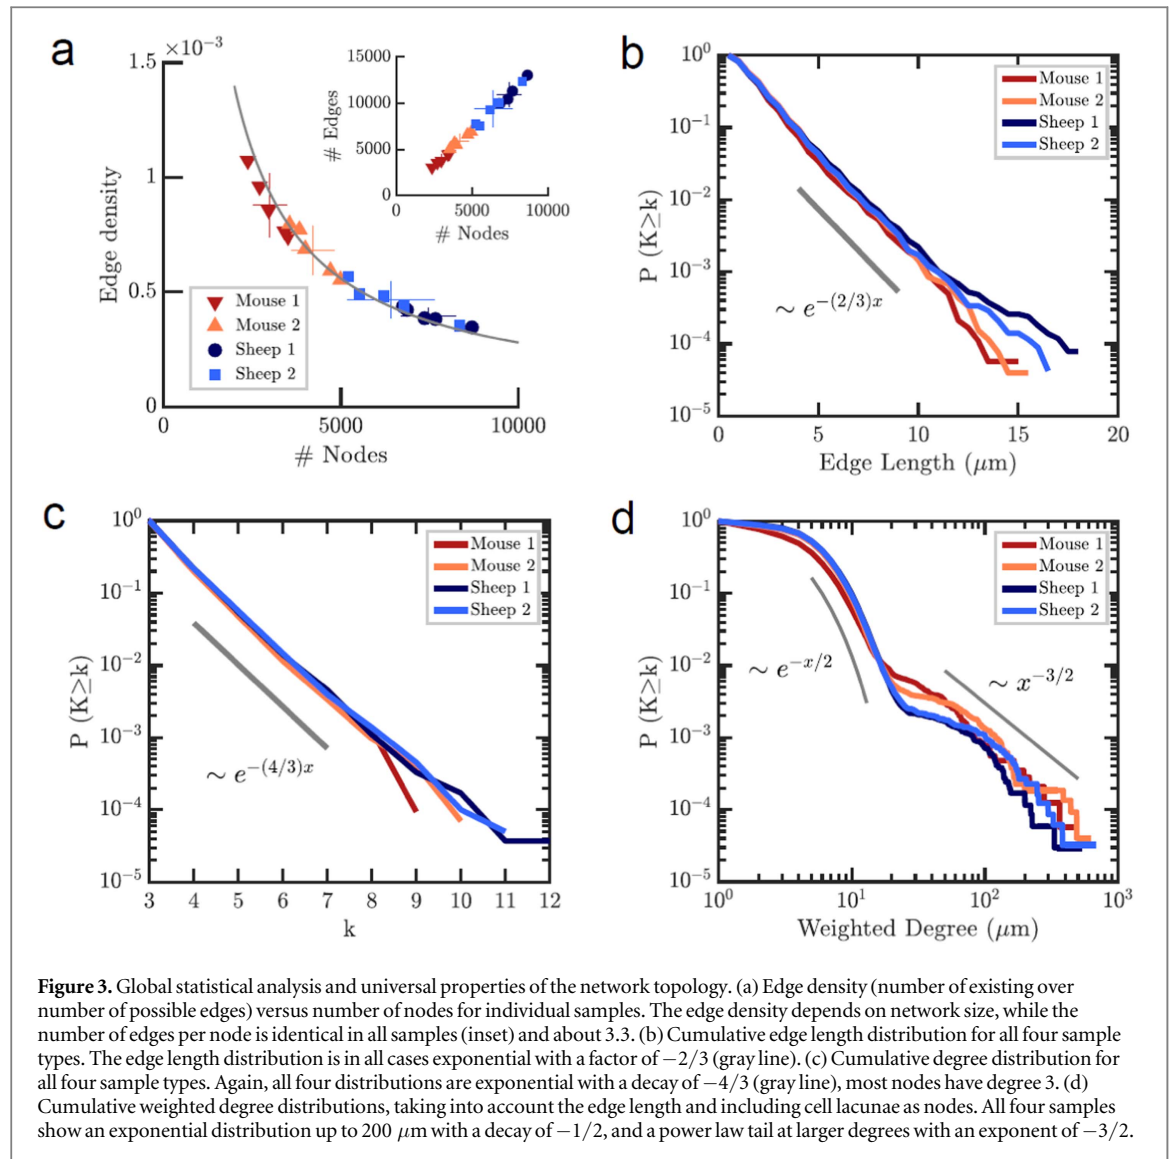 a
1.5 ×10⁻³
1
0.5
0
Edge density
0
5000
10000
# Nodes
Mouse 1
Mouse 2
Sheep 1
Sheep 2
15000
10000
5000
0
# Edges
0
5000
10000
# Nodes
b
10⁰
10⁻¹
10⁻²
10⁻³
10⁻⁴
10⁻⁵
P (K≥k)
0
5
10
15
20
Edge Length (μm)
Mouse 1
Mouse 2
Sheep 1
Sheep 2
∼ e^{−(2/3)x}
c
10⁰
10⁻¹
10⁻²
10⁻³
10⁻⁴
10⁻⁵
P (K≥k)
3
4
5
6
7
8
9
10
11
12
k
Mouse 1
Mouse 2
Sheep 1
Sheep 2
∼ e^{−(4/3)x}
d
10⁰
10⁻¹
10⁻²
10⁻³
10⁻⁴
10⁻⁵
P (K≥k)
10⁰
10¹
10²
10³
Weighted Degree (μm)
Mouse 1
Mouse 2
Sheep 1
Sheep 2
∼ e^{−x/2}
∼ x^{−3/2}
Figure 3. Global statistical analysis and universal properties of the network topology. (a) Edge density (number of existing over
number of possible edges) versus number of nodes for individual samples. The edge density depends on network size, while the
number of edges per node is identical in all samples (inset) and about 3.3. (b) Cumulative edge length distribution for all four sample
types. The edge length distribution is in all cases exponential with a factor of −2/3 (gray line). (c) Cumulative degree distribution for
all four sample types. Again, all four distributions are exponential with a decay of −4/3 (gray line), most nodes have degree 3. (d)
Cumulative weighted degree distributions, taking into account the edge length and including cell lacunae as nodes. All four samples
show an exponential distribution up to 200 μm with a decay of −1/2, and a power law tail at larger degrees with an exponent of −3/2.